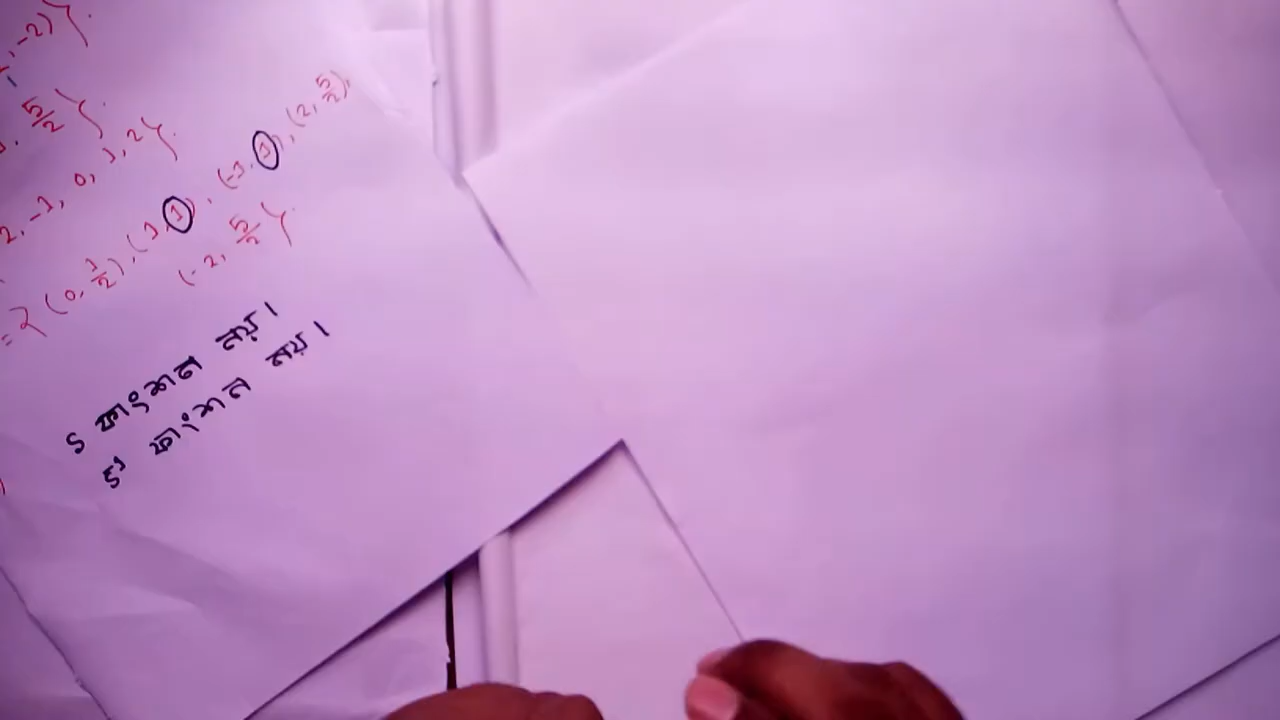 , -2)}.
, 5/2}.
2, -1, 0, 1, 2}.
= {(0, 1/2), (1, 1), (-1, 1), (2, 5/2),
(-2, 5/2)}.
S ফাংশন নয়।
ফাংশন নয়।